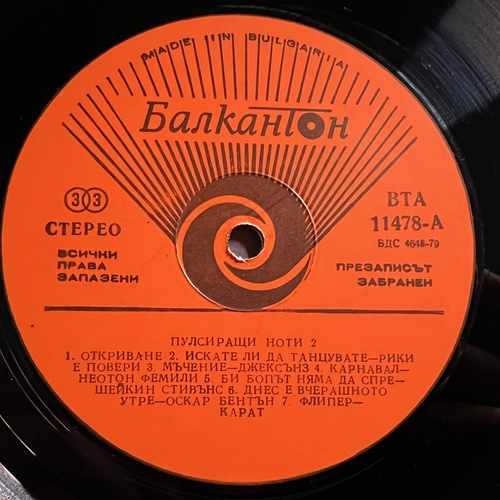 MADE IN BULGARIA
Балкантон
33
СТЕРЕО
ВСИЧКИ
ПРАВА
ЗАПАЗЕНИ
ВТА
11478-А
БДС 4648-79
ПРЕЗАПИСЪТ
ЗАБРАНЕН
ПУЛСИРАЩИ НОТИ 2
1. ОТКРИВАНЕ 2. ИСКАТЕ ЛИ ДА ТАНЦУВАТЕ—РИКИ
Е ПОВЕРИ 3. МЪЧЕНИЕ—ДЖЕКСЪНЗ 4. КАРНАВАЛ—
НЕОТОН ФЕМИЛИ 5. БИ БОПЪТ НЯМА ДА СПРЕ—
ШЕЙКИН СТИВЪНС 6. ДНЕС Е ВЧЕРАШНОТО
УТРЕ—ОСКАР БЕНТЪН 7. ФЛИПЕР—
КАРАТ